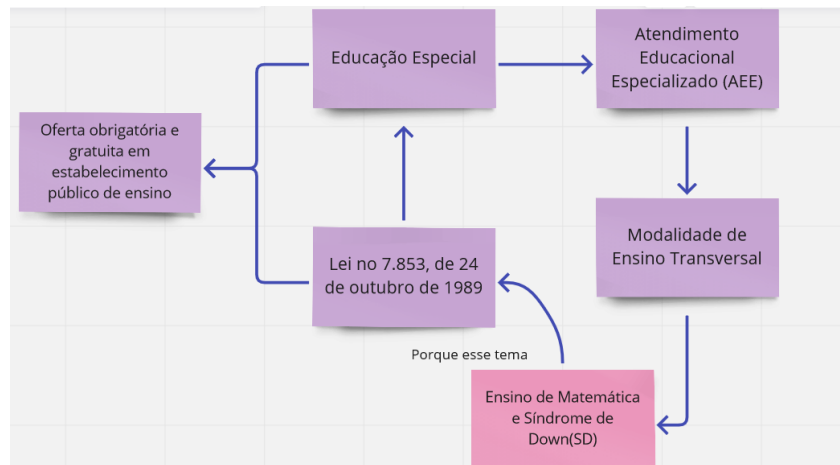 Educação Especial
Atendimento
Educacional
Especializado (AEE)
Oferta obrigatória e
gratuita em
estabelecimento
público de ensino
Lei no 7.853, de 24
de outubro de 1989
Modalidade de
Ensino Transversal
Porque esse tema
Ensino de Matemática
e Síndrome de
Down(SD)